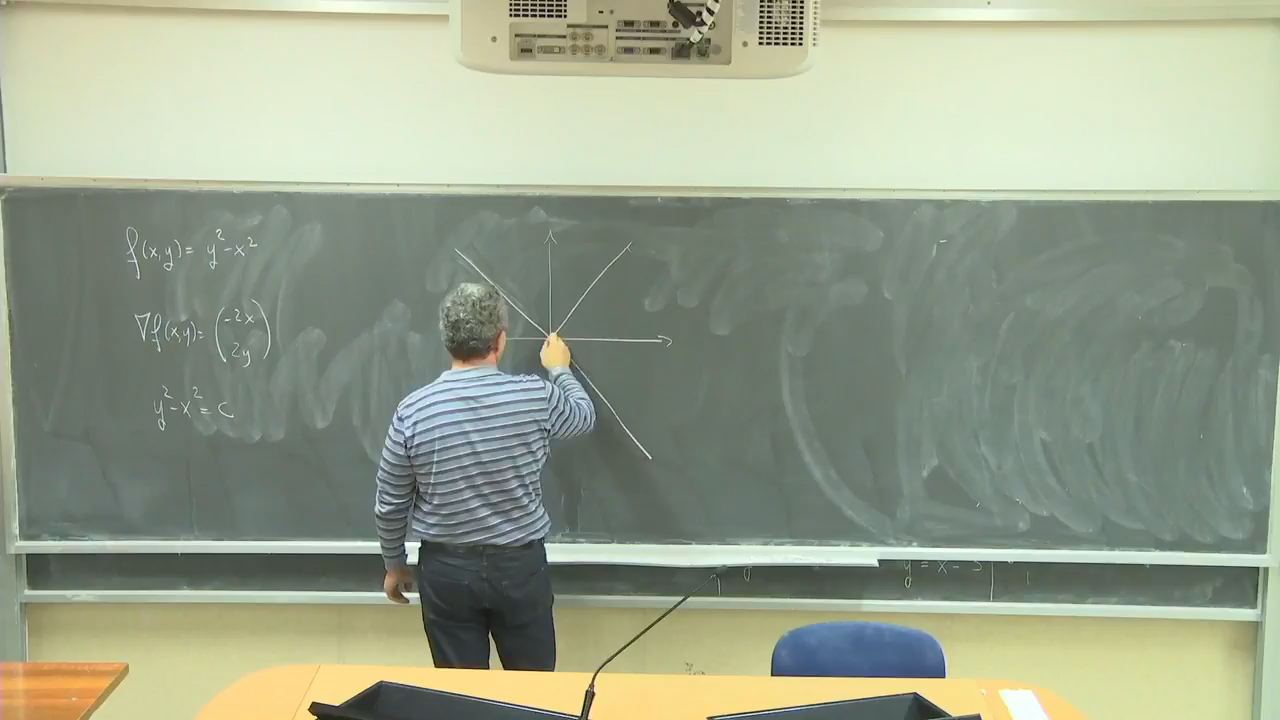 f(x,y) = y² - x²
∇f(x,y) = (-2x
2y)
y² - x² = c